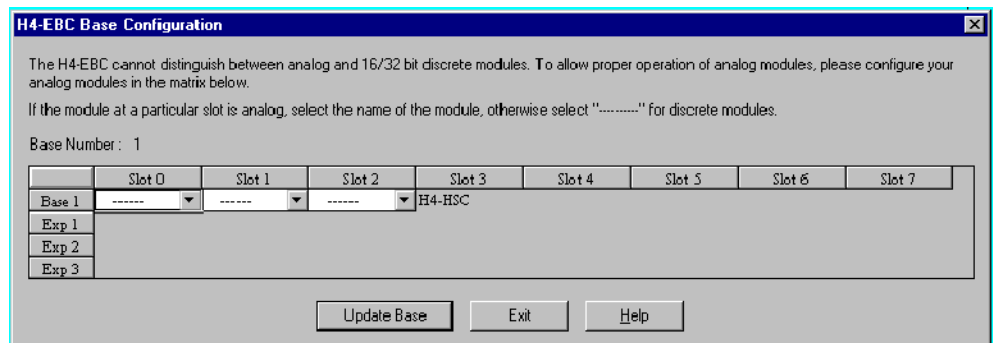 H4-EBC Base Configuration
The H4-EBC cannot distinguish between analog and 16/32 bit discrete modules. To allow proper operation of analog modules, please configure your
analog modules in the matrix below.
If the module at a particular slot is analog, select the name of the module, otherwise select "----------" for discrete modules.
Base Number: 1
Slot 0 Slot 1 Slot 2 Slot 3 Slot 4 Slot 5 Slot 6 Slot 7
Base 1 ------ ------ ------ H4-HSC
Exp 1
Exp 2
Exp 3
Update Base Exit Help